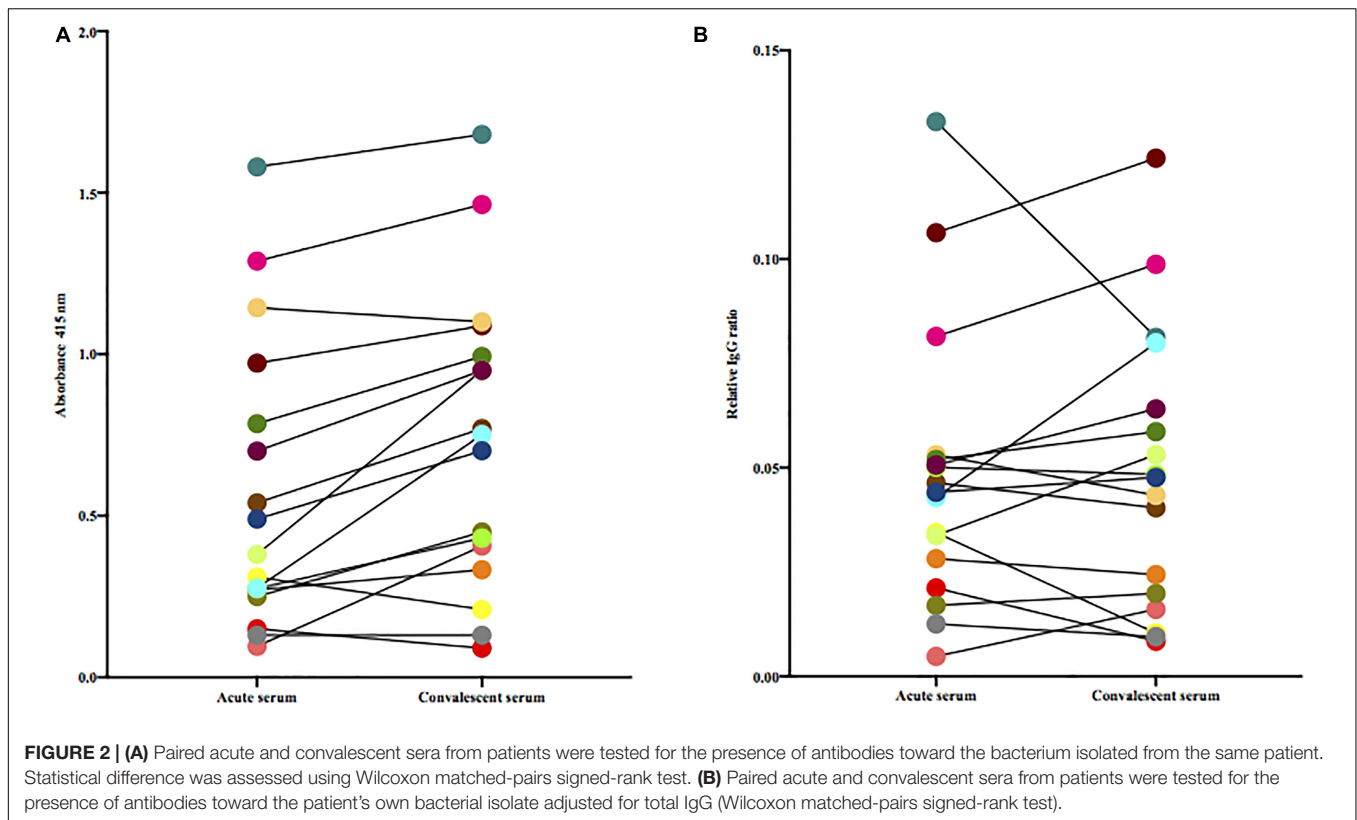 A
2.0
1.5
1.0
0.5
0.0
Absorbance 415 nm
Acute serum
Convalescent serum
B
0.15
0.10
0.05
0.00
Relative IgG ratio
Acute serum
Convalescent serum
FIGURE 2 | (A) Paired acute and convalescent sera from patients were tested for the presence of antibodies toward the bacterium isolated from the same patient.
Statistical difference was assessed using Wilcoxon matched-pairs signed-rank test. (B) Paired acute and convalescent sera from patients were tested for the
presence of antibodies toward the patient's own bacterial isolate adjusted for total IgG (Wilcoxon matched-pairs signed-rank test).